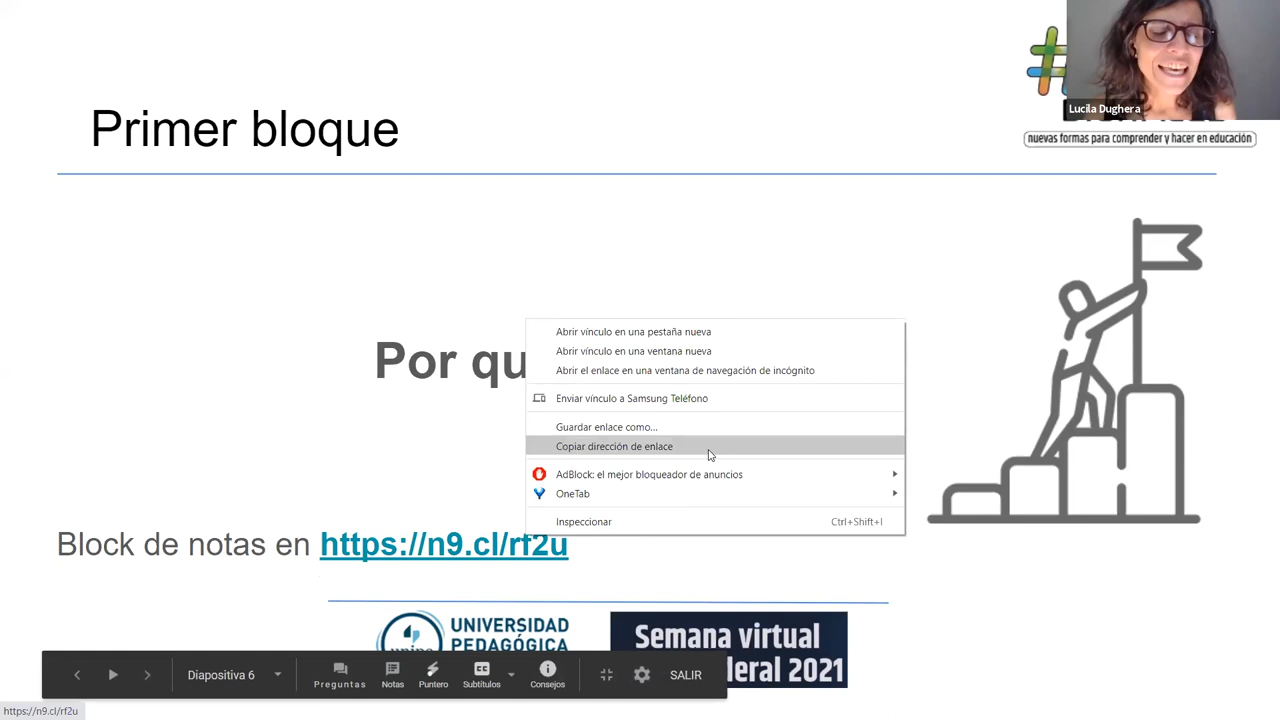 Lucila Dughera
nuevas formas para comprender y hacer en educación
Primer bloque
Por qu
Abrir vínculo en una pestaña nueva
Abrir vínculo en una ventana nueva
Abrir el enlace en una ventana de navegación de incógnito
Enviar vínculo a Samsung Teléfono
Guardar enlace como...
Copiar dirección de enlace
AdBlock: el mejor bloqueador de anuncios
OneTab
Inspeccionar Ctrl+Shift+I
Block de notas en https://n9.cl/rf2u
UNIVERSIDAD
PEDAGÓGICA
unipe
Semana virtual
deral 2021
Diapositiva 6
Preguntas
Notas
Puntero
Subtítulos
Consejos
SALIR
https://n9.cl/rf2u